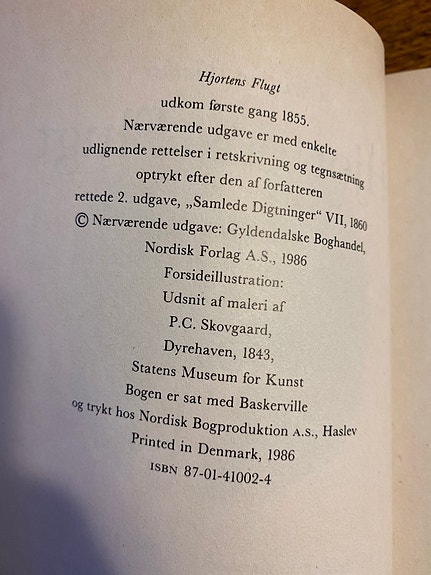 Hjortens Flugt
udkom første gang 1855.
Nærværende udgave er med enkelte
udlignende rettelser i retskrivning og tegnsætning
optrykt efter den af forfatteren
rettede 2. udgave, „Samlede Digtninger“ VII, 1860
© Nærværende udgave: Gyldendalske Boghandel,
Nordisk Forlag A.S., 1986
Forsideillustration:
Udsnit af maleri af
P.C. Skovgaard,
Dyrehaven, 1843,
Statens Museum for Kunst
Bogen er sat med Baskerville
og trykt hos Nordisk Bogproduktion A.S., Haslev
Printed in Denmark, 1986
ISBN 87-01-41002-4